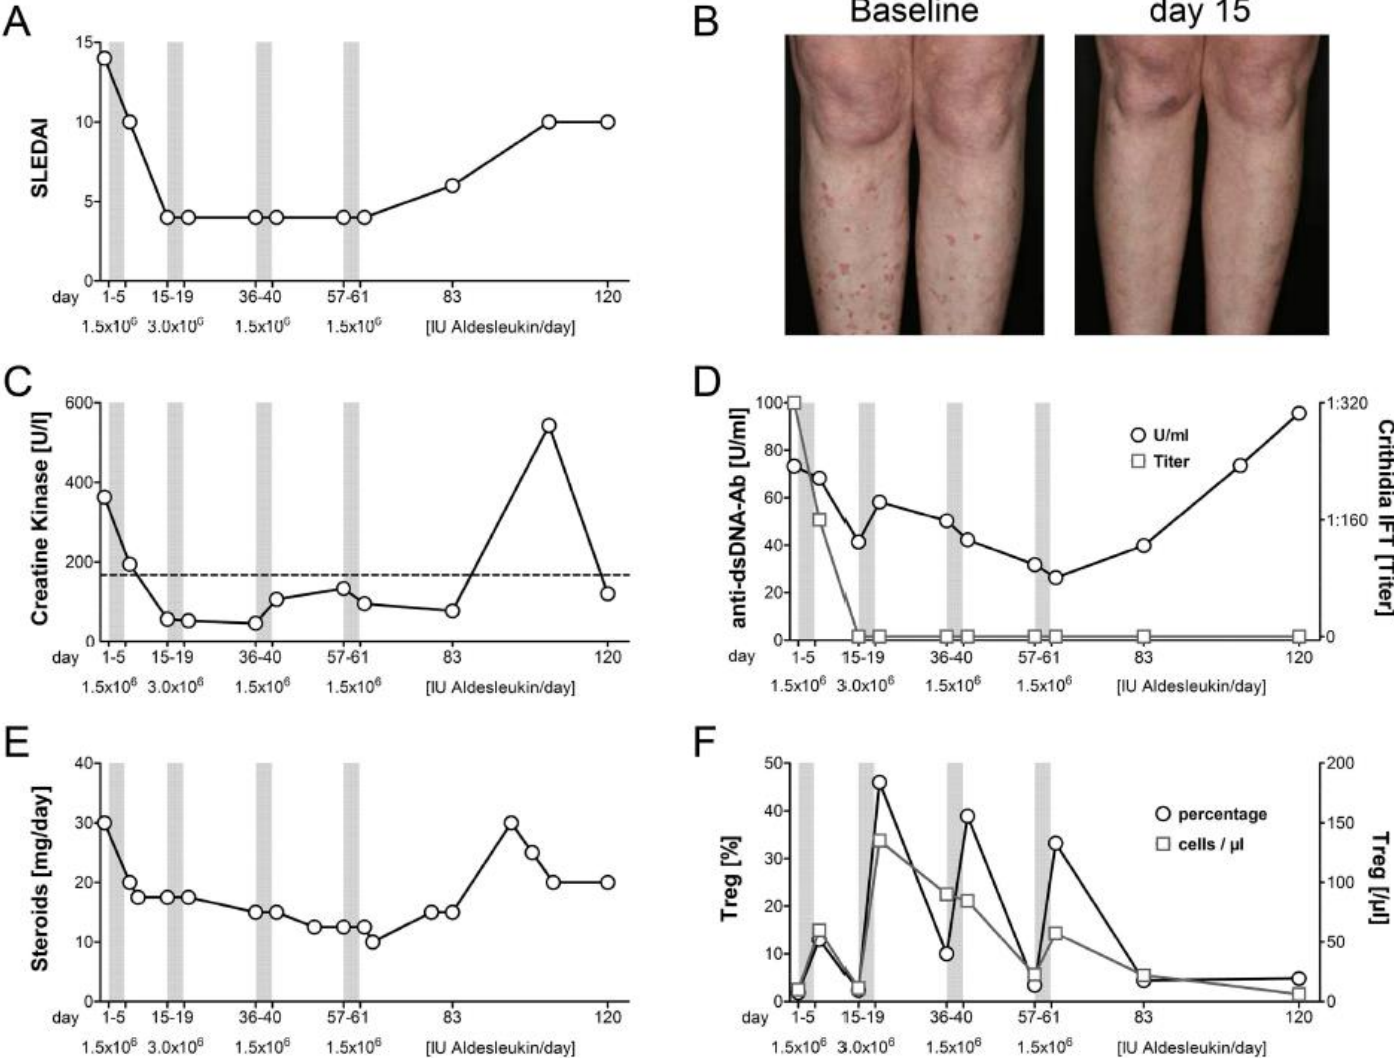 A
15
10
5
0
SLEDAI
day 1-5 15-19 36-40 57-61 83 120
1.5x10⁶ 3.0x10⁶ 1.5x10⁶ 1.5x10⁶ [IU Aldesleukin/day]
B
Baseline day 15
C
600
400
200
0
Creatine Kinase [U/l]
day 1-5 15-19 36-40 57-61 83 120
1.5x10⁶ 3.0x10⁶ 1.5x10⁶ 1.5x10⁶ [IU Aldesleukin/day]
D
100
80
60
40
20
0
anti-dsDNA-Ab [U/ml]
U/ml
Titer
1:320
1:160
0
Crithidia IFT [Titer]
day 1-5 15-19 36-40 57-61 83 120
1.5x10⁶ 3.0x10⁶ 1.5x10⁶ 1.5x10⁶ [IU Aldesleukin/day]
E
40
30
20
10
0
Steroids [mg/day]
day 1-5 15-19 36-40 57-61 83 120
1.5x10⁶ 3.0x10⁶ 1.5x10⁶ 1.5x10⁶ [IU Aldesleukin/day]
F
50
40
30
20
10
0
Treg [%]
percentage
cells / µl
200
150
100
50
0
Treg [/µl]
day 1-5 15-19 36-40 57-61 83 120
1.5x10⁶ 3.0x10⁶ 1.5x10⁶ 1.5x10⁶ [IU Aldesleukin/day]